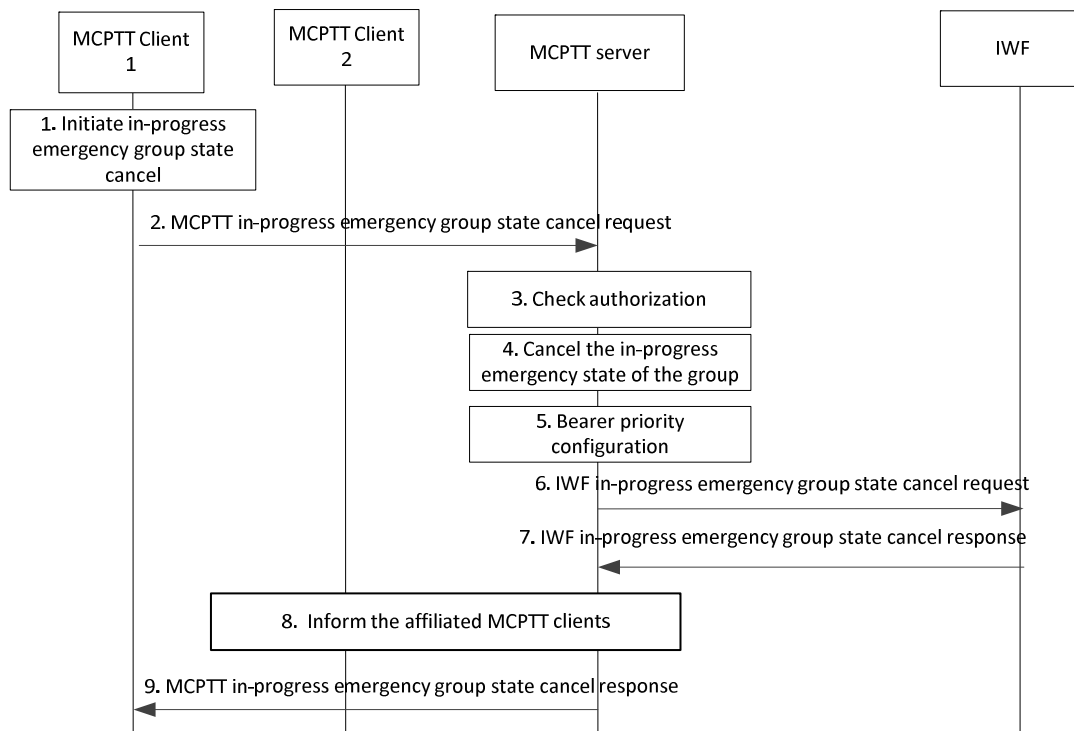 MCPTT Client
1
MCPTT Client
2
MCPTT server
IWF
1. Initiate in-progress
emergency group state
cancel
2. MCPTT in-progress emergency group state cancel request
3. Check authorization
4. Cancel the in-progress
emergency state of the group
5. Bearer priority
configuration
6. IWF in-progress emergency group state cancel request
7. IWF in-progress emergency group state cancel response
8. Inform the affiliated MCPTT clients
9. MCPTT in-progress emergency group state cancel response